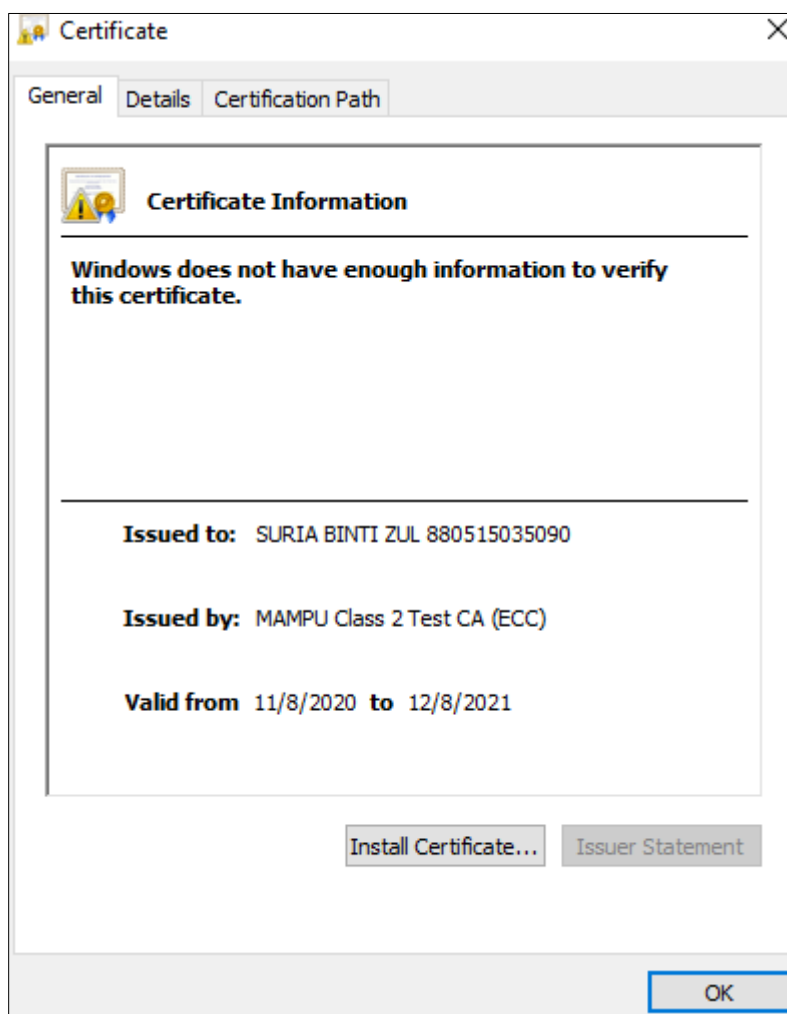 Certificate
General Details Certification Path
Certificate Information
Windows does not have enough information to verify
this certificate.
Issued to: SURIA BINTI ZUL 880515035090
Issued by: MAMPU Class 2 Test CA (ECC)
Valid from 11/8/2020 to 12/8/2021
Install Certificate... Issuer Statement
OK